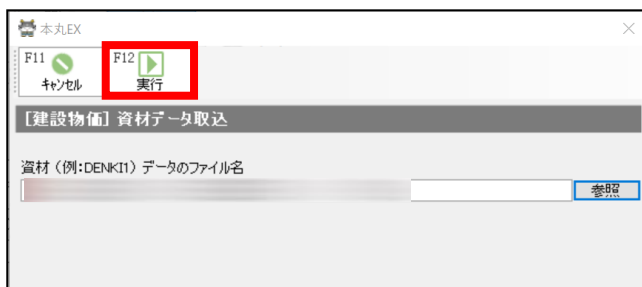 本丸EX
F11 キャンセル
F12 実行
[建設物価] 資材データ取込
資材（例:DENKI1）データのファイル名
参照